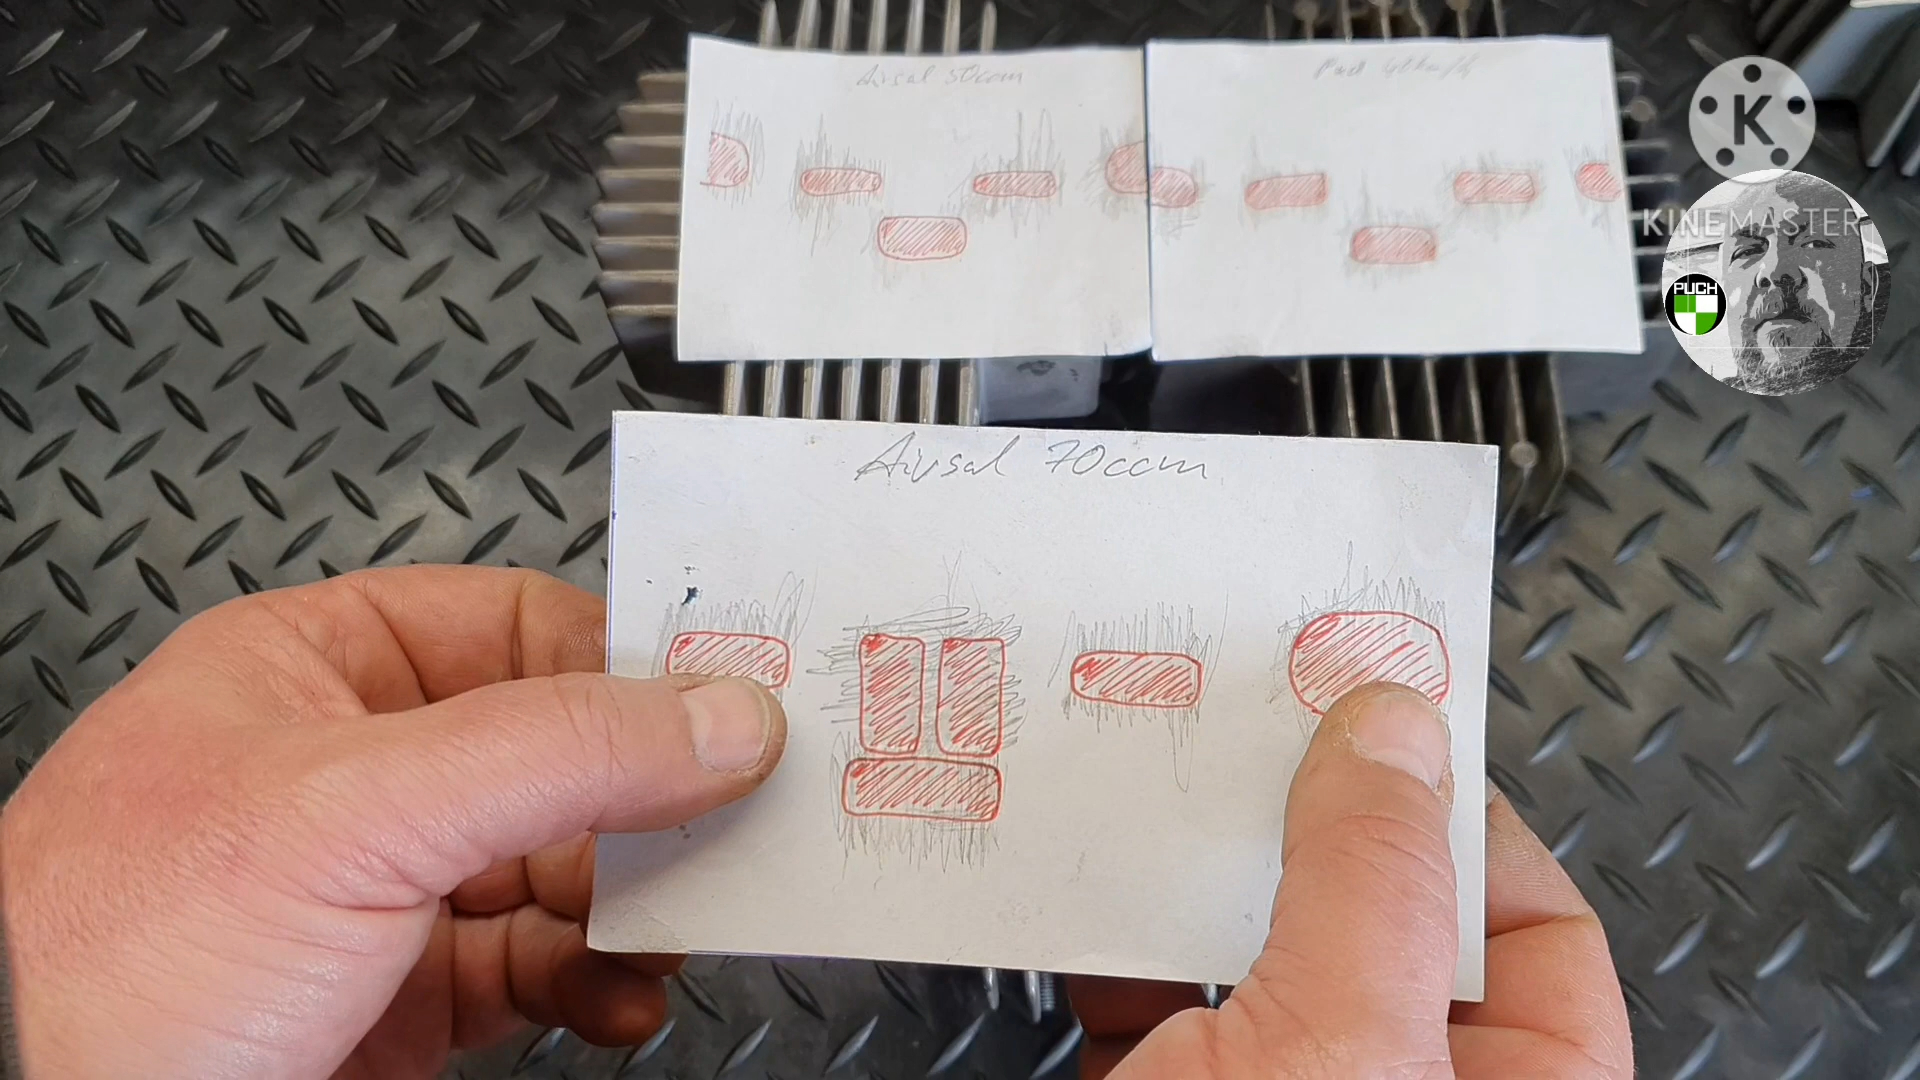 Airsal 50ccm
K
KINEMASTER
PUCH
Airsal 70ccm